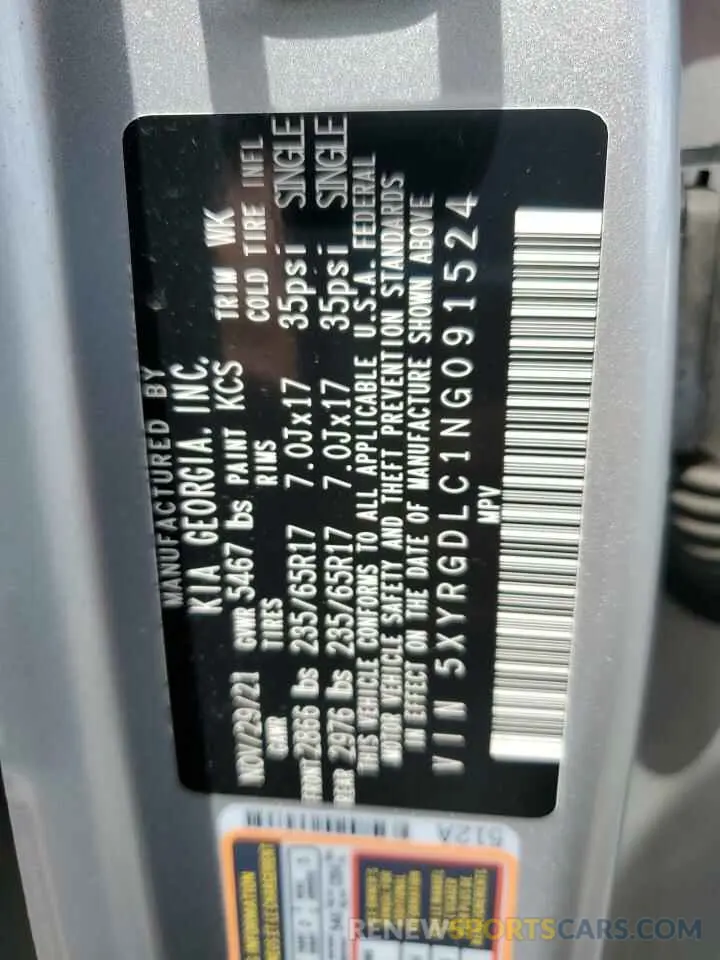 MANUFACTURED BY
KIA GEORGIA, INC.
NOV/29/21 GVWR 5467 lbs PAINT KCS TRIM WK
GAWR TIRES RIMS COLD TIRE INFL
FRONT 2866 lbs 235/65R17 7.0Jx17 35psi SINGLE
REAR 2976 lbs 235/65R17 7.0Jx17 35psi SINGLE
THIS VEHICLE CONFORMS TO ALL APPLICABLE U.S.A. FEDERAL
MOTOR VEHICLE SAFETY AND THEFT PREVENTION STANDARDS
IN EFFECT ON THE DATE OF MANUFACTURE SHOWN ABOVE
VIN 5XYRGDLC1NG091524
MPV
512A
INFORMATION
RENEWSPORTSCARS.COM